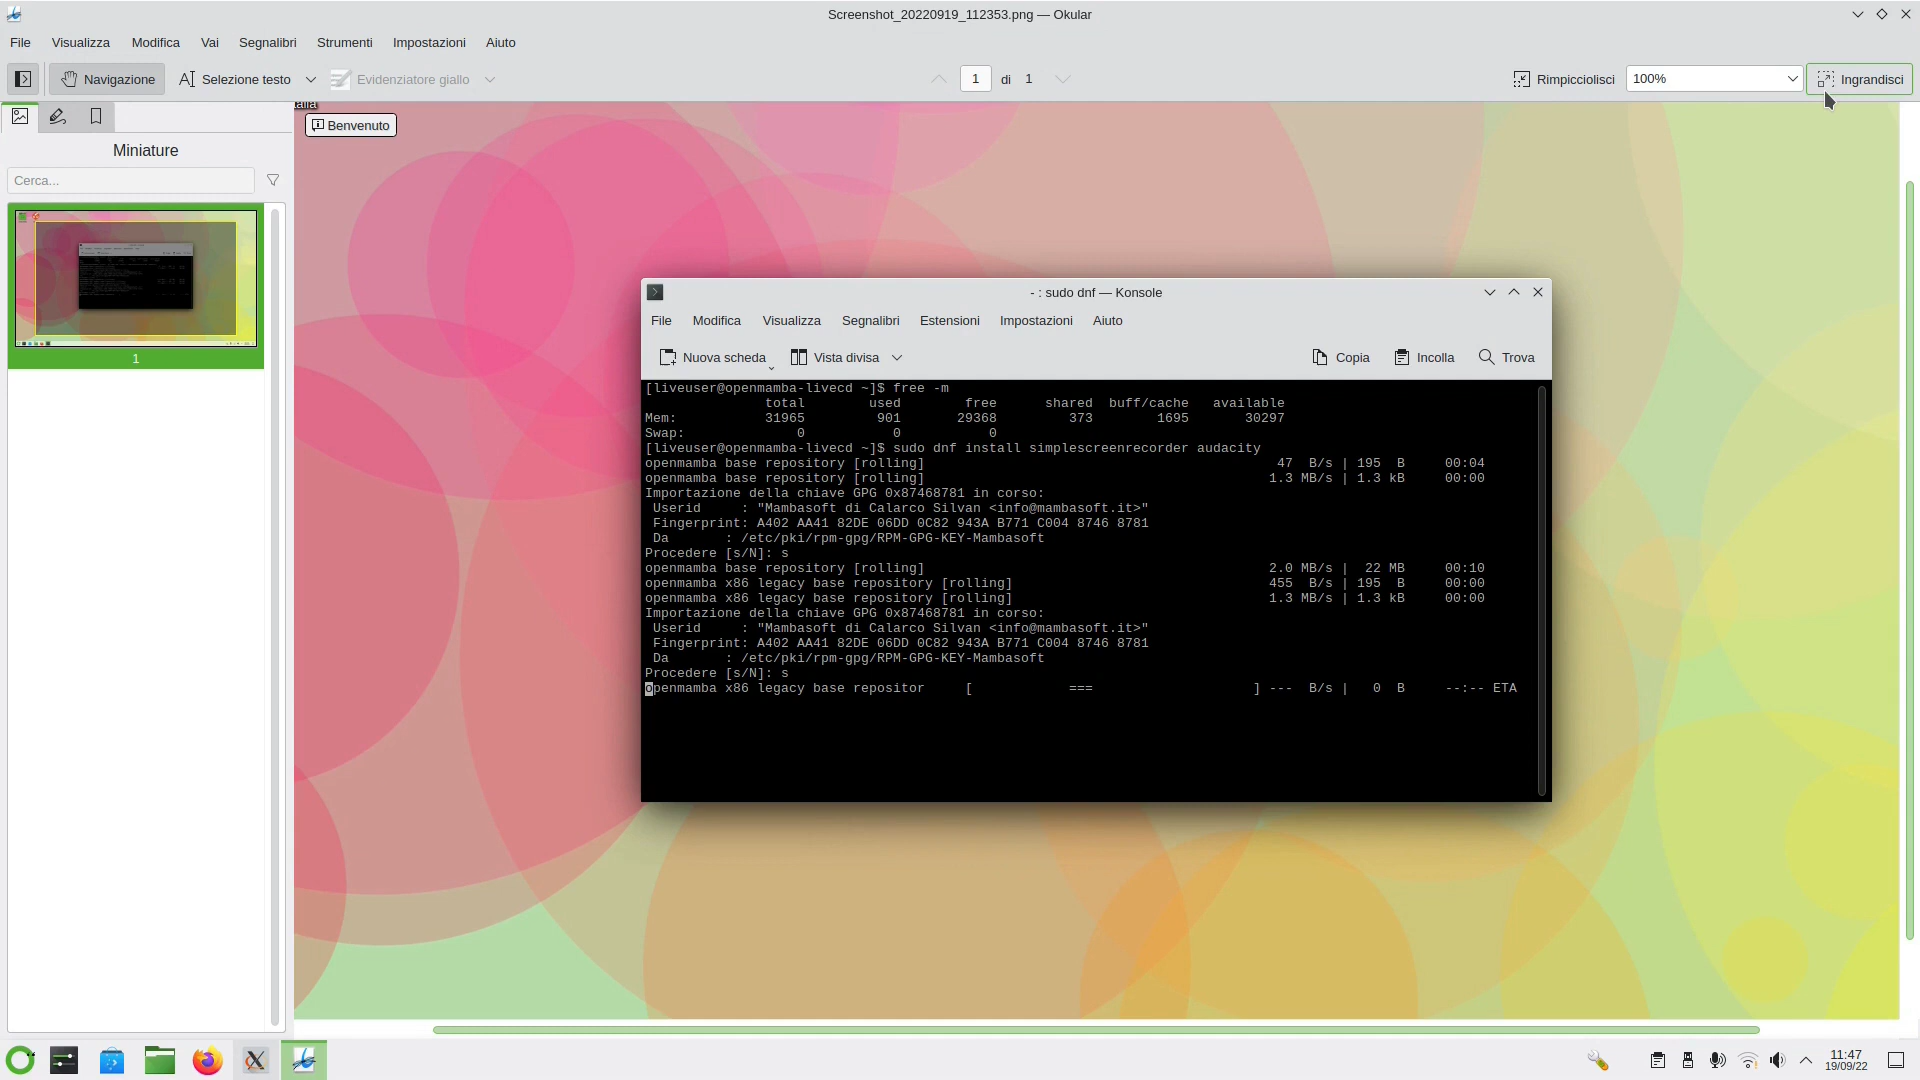 Screenshot_20220919_112353.png — Okular
File Visualizza Modifica Vai Segnalibri Strumenti Impostazioni Aiuto
Navigazione Selezione testo Evidenziatore giallo 1 di 1 Rimpicciolisci 100% Ingrandisci
Benvenuto
Miniature
Cerca...
1
- : sudo dnf — Konsole
File Modifica Visualizza Segnalibri Estensioni Impostazioni Aiuto
Nuova scheda Vista divisa Copia Incolla Trova
[liveuser@openmamba-livecd ~]$ free -m
total used free shared buff/cache available
Mem: 31965 901 29368 373 1695 30297
Swap: 0 0 0
[liveuser@openmamba-livecd ~]$ sudo dnf install simplescreenrecorder audacity
openmamba base repository [rolling] 47 B/s | 195 B 00:04
openmamba base repository [rolling] 1.3 MB/s | 1.3 kB 00:00
Importazione della chiave GPG 0x87468781 in corso:
Userid : "Mambasoft di Calarco Silvan <info@mambasoft.it>"
Fingerprint: A402 AA41 82DE 06DD 0C82 943A B771 C004 8746 8781
Da : /etc/pki/rpm-gpg/RPM-GPG-KEY-Mambasoft
Procedere [s/N]: s
openmamba base repository [rolling] 2.0 MB/s | 22 MB 00:10
openmamba x86 legacy base repository [rolling] 455 B/s | 195 B 00:00
openmamba x86 legacy base repository [rolling] 1.3 MB/s | 1.3 kB 00:00
Importazione della chiave GPG 0x87468781 in corso:
Userid : "Mambasoft di Calarco Silvan <info@mambasoft.it>"
Fingerprint: A402 AA41 82DE 06DD 0C82 943A B771 C004 8746 8781
Da : /etc/pki/rpm-gpg/RPM-GPG-KEY-Mambasoft
Procedere [s/N]: s
openmamba x86 legacy base repositor [ === ] --- B/s | 0 B --:-- ETA
11:47
19/09/22